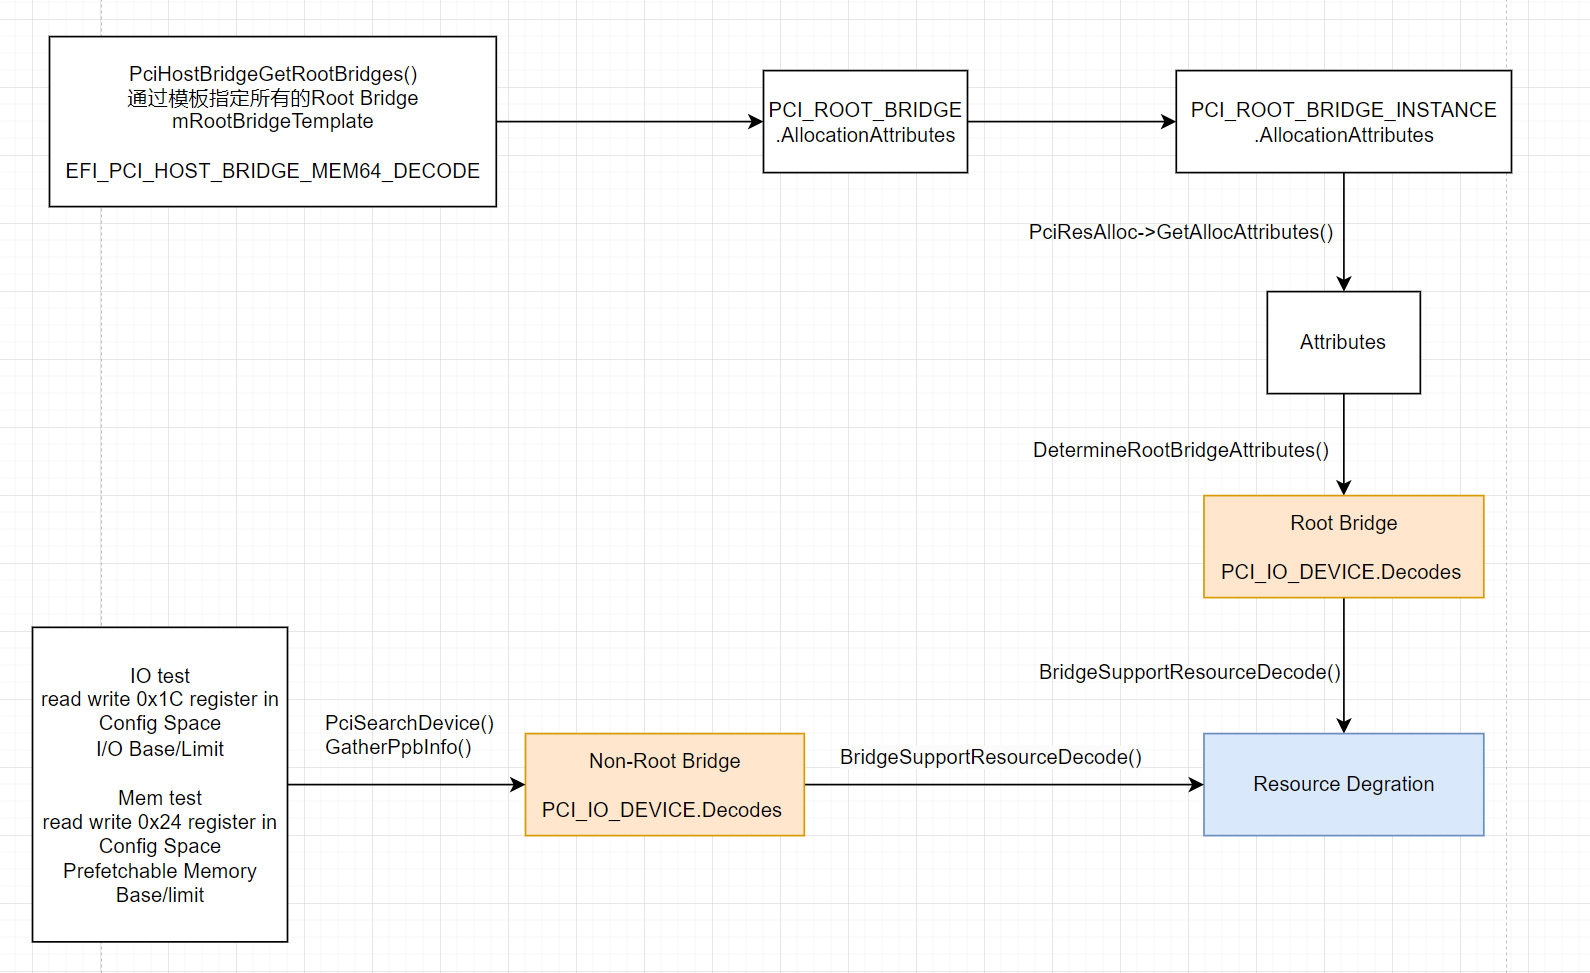 PciHostBridgeGetRootBridges()
通过模板指定所有的Root Bridge
mRootBridgeTemplate
EFI_PCI_HOST_BRIDGE_MEM64_DECODE
PCI_ROOT_BRIDGE
.AllocationAttributes
PCI_ROOT_BRIDGE_INSTANCE
.AllocationAttributes
PciResAlloc->GetAllocAttributes()
Attributes
DetermineRootBridgeAttributes()
Root Bridge
PCI_IO_DEVICE.Decodes
BridgeSupportResourceDecode()
IO test
read write 0x1C register in
Config Space
I/O Base/Limit
Mem test
read write 0x24 register in
Config Space
Prefetchable Memory
Base/limit
PciSearchDevice()
GatherPpbInfo()
Non-Root Bridge
PCI_IO_DEVICE.Decodes
BridgeSupportResourceDecode()
Resource Degration